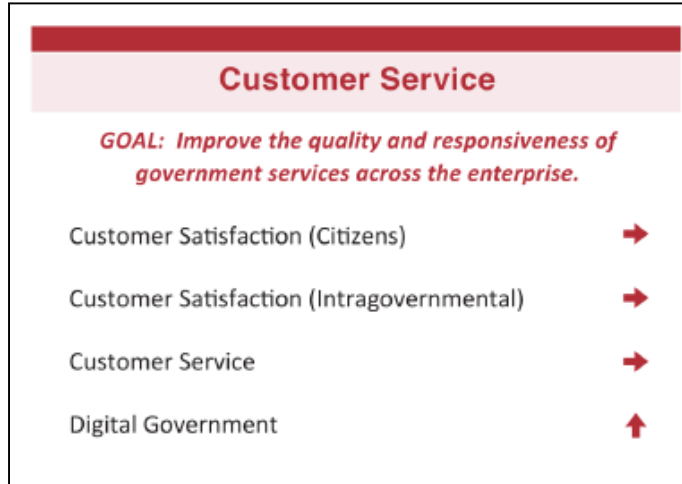 Customer Service
GOAL:  Improve the quality and responsiveness of
government services across the enterprise.
Customer Satisfaction (Citizens)
Customer Satisfaction (Intragovernmental)
Customer Service
Digital Government